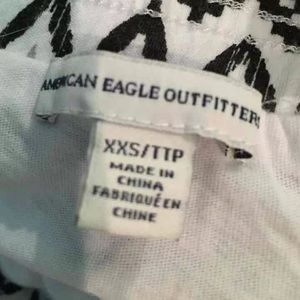 AMERICAN EAGLE OUTFITTERS
XXS/TTP
MADE IN
CHINA
FABRIQUÉ EN
CHINE